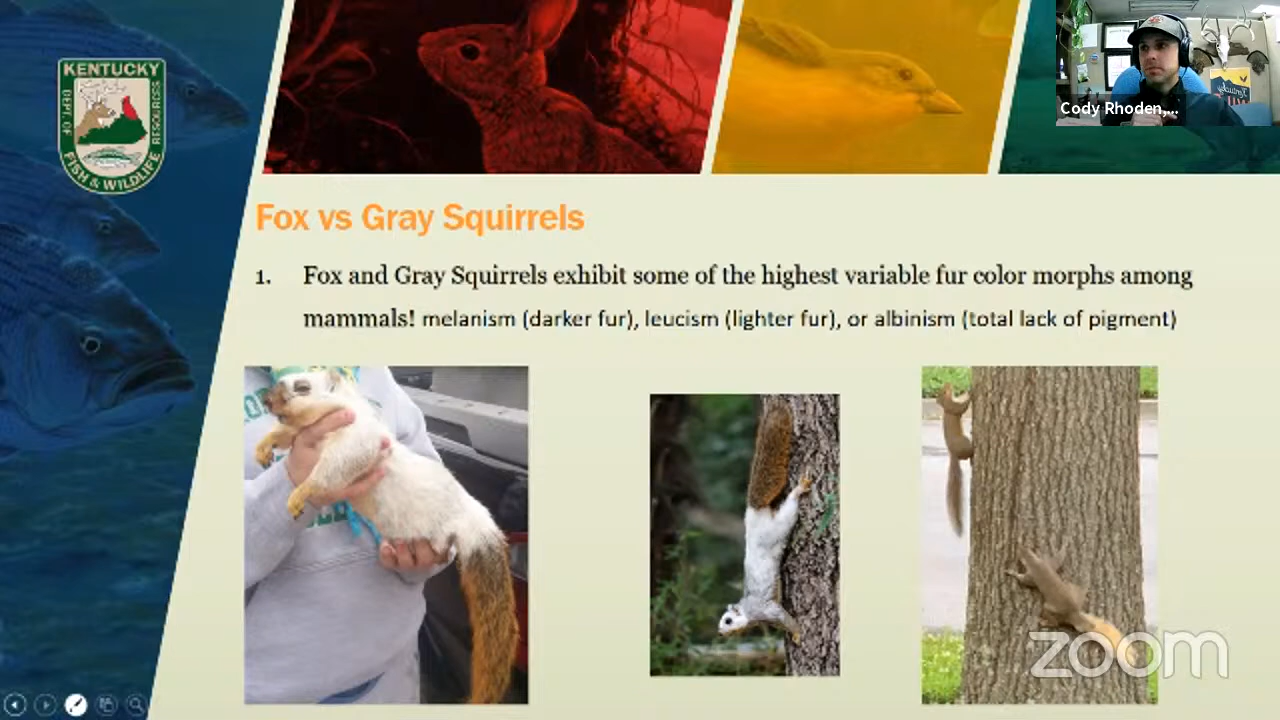 KENTUCKY
DEPT. OF
FISH & WILDLIFE
RESOURCES
Cody Rhoden,...
Fox vs Gray Squirrels
1. Fox and Gray Squirrels exhibit some of the highest variable fur color morphs among
mammals! melanism (darker fur), leucism (lighter fur), or albinism (total lack of pigment)
zoom